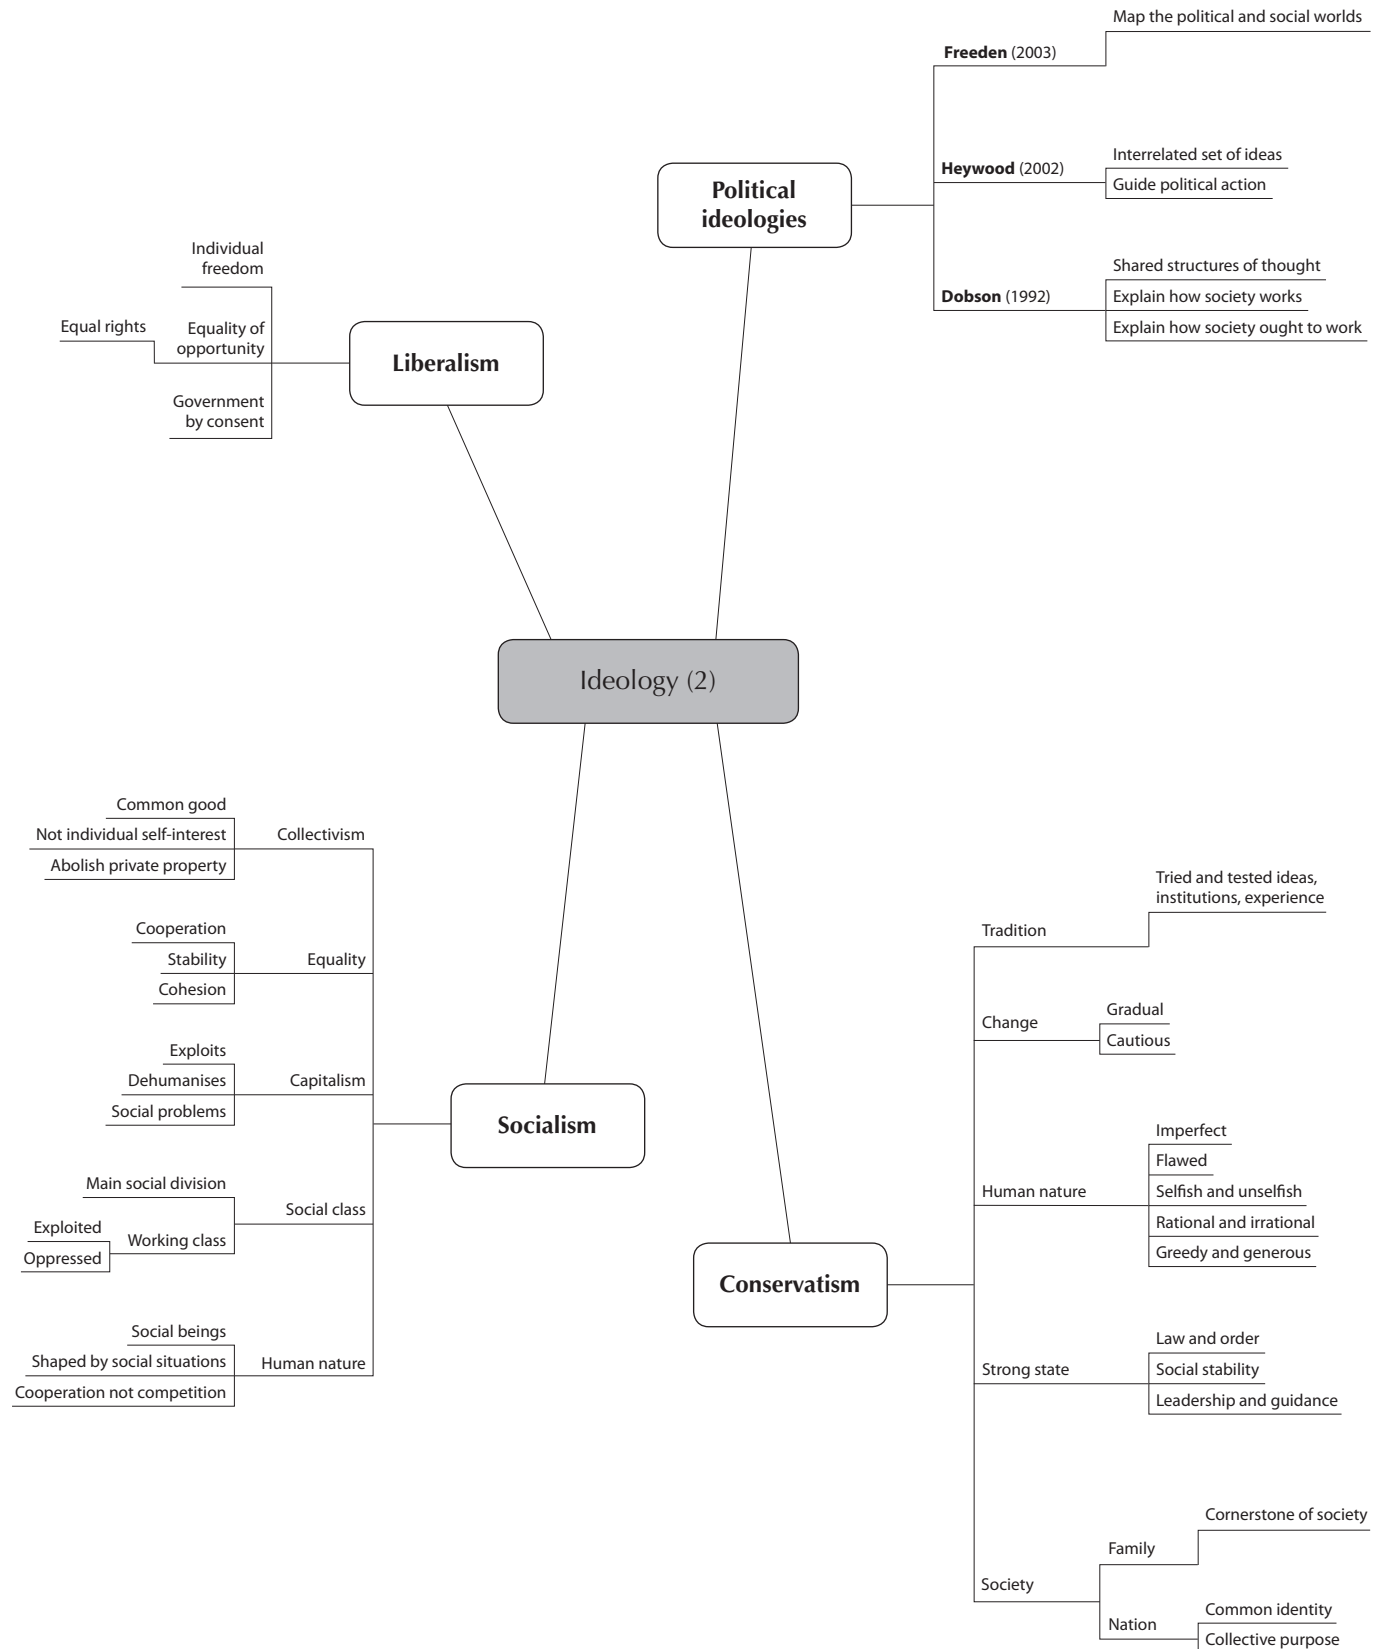 Ideology (2)
Political
ideologies
Freeden (2003)
Map the political and social worlds
Heywood (2002)
Interrelated set of ideas
Guide political action
Dobson (1992)
Shared structures of thought
Explain how society works
Explain how society ought to work
Liberalism
Individual
freedom
Equality of
opportunity
Equal rights
Government
by consent
Socialism
Collectivism
Common good
Not individual self-interest
Abolish private property
Equality
Cooperation
Stability
Cohesion
Capitalism
Exploits
Dehumanises
Social problems
Social class
Main social division
Working class
Exploited
Oppressed
Human nature
Social beings
Shaped by social situations
Cooperation not competition
Conservatism
Tradition
Tried and tested ideas,
institutions, experience
Change
Gradual
Cautious
Human nature
Imperfect
Flawed
Selfish and unselfish
Rational and irrational
Greedy and generous
Strong state
Law and order
Social stability
Leadership and guidance
Society
Family
Cornerstone of society
Nation
Common identity
Collective purpose